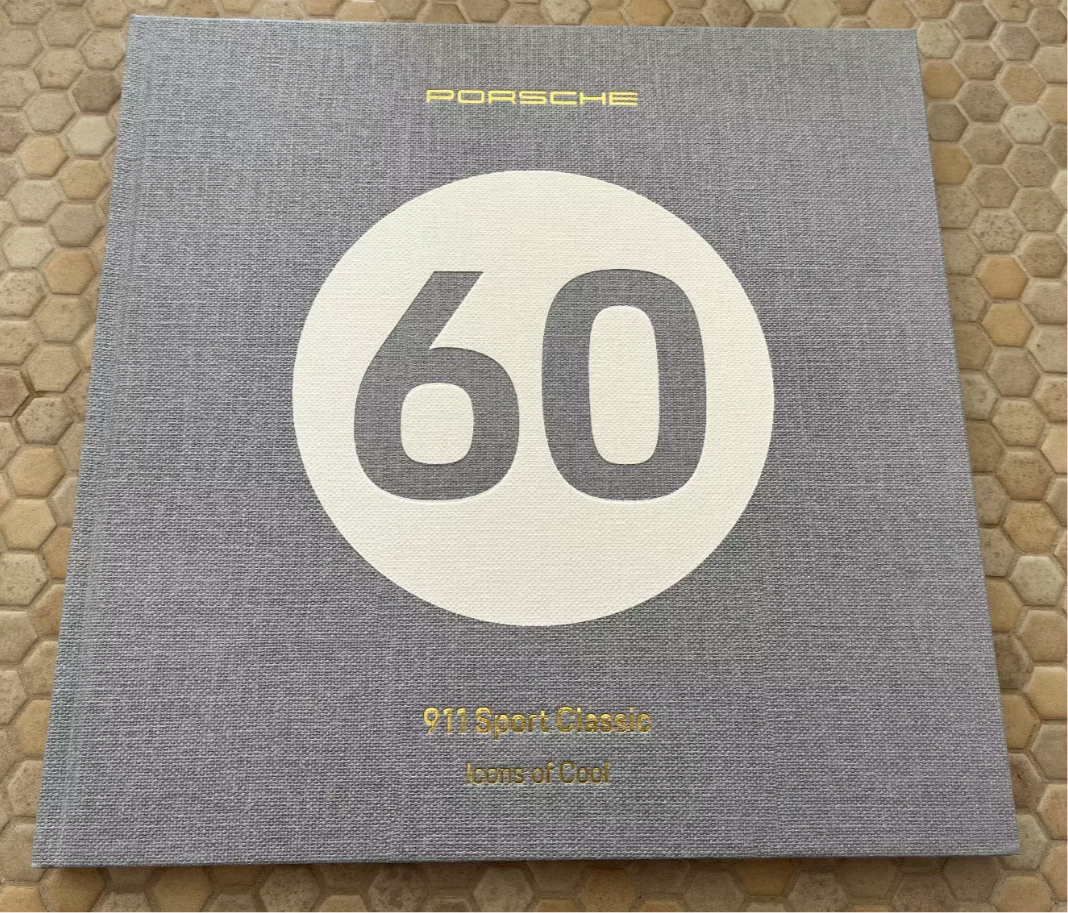 PORSCHE
60
911 Sport Classic
Icons of Cool